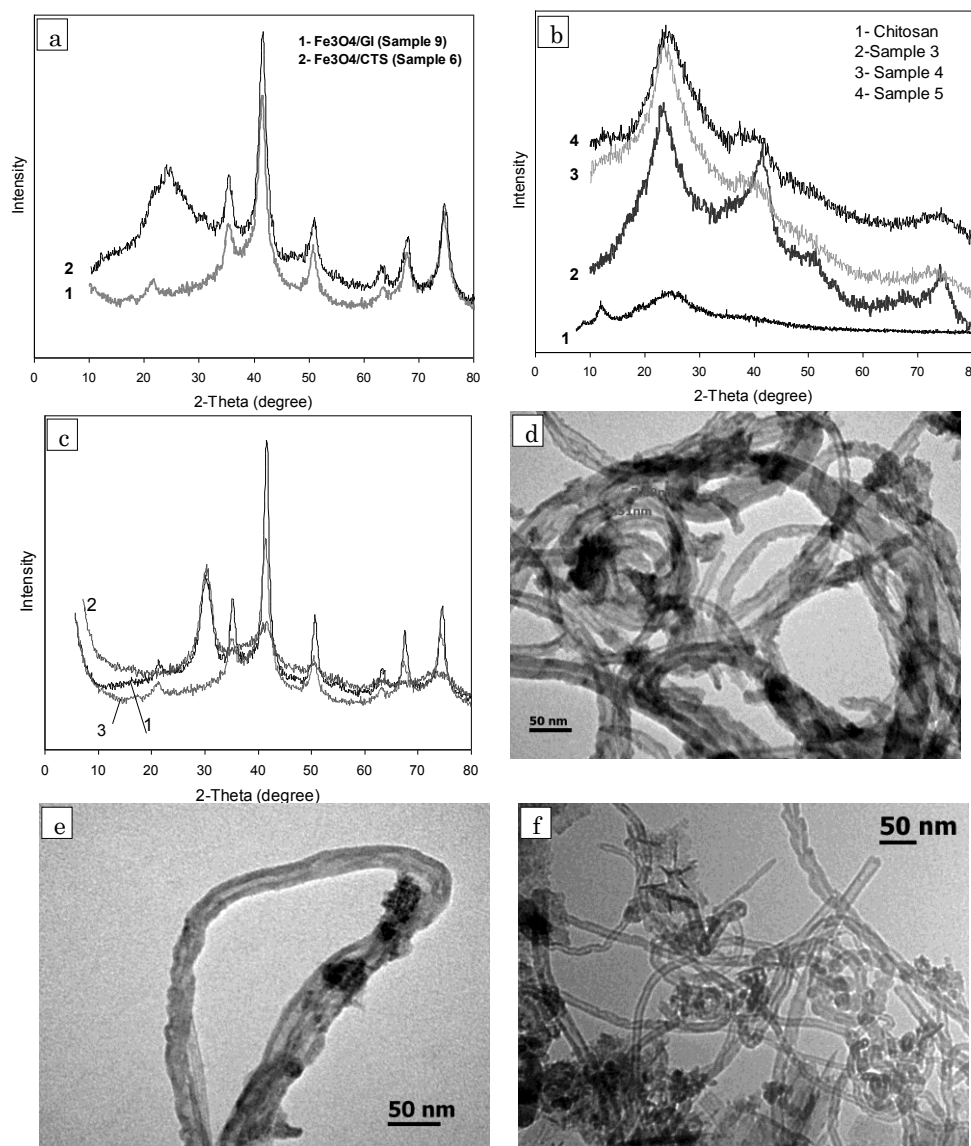 a
1- Fe3O4/Gl (Sample 9)
2- Fe3O4/CTS (Sample 6)
Intensity
2
1
0 10 20 30 40 50 60 70 80
2-Theta (degree)
b
1- Chitosan
2-Sample 3
3- Sample 4
4- Sample 5
Intensity
4
3
2
1
0 10 20 30 40 50 60 70 80
2-Theta (degree)
c
Intensity
2
3
1
0 10 20 30 40 50 60 70 80
2-Theta (degree)
d
50 nm
e
50 nm
f
50 nm